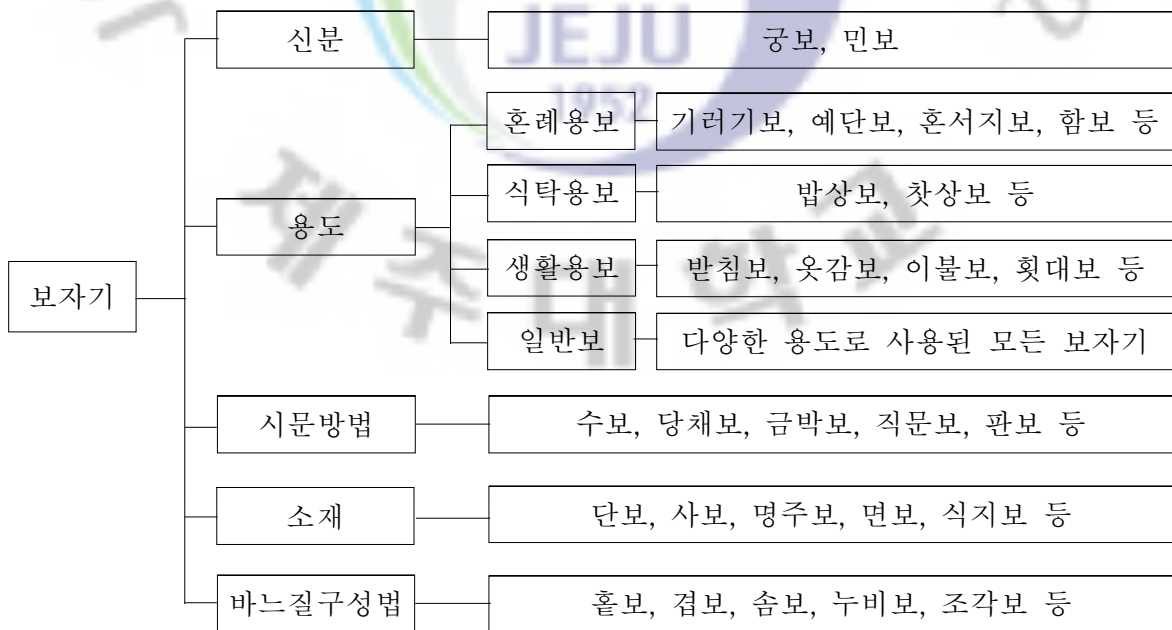 신분
궁보, 민보
혼례용보
기러기보, 예단보, 혼서지보, 함보 등
식탁용보
밥상보, 찻상보 등
용도
생활용보
받침보, 옷감보, 이불보, 횟대보 등
보자기
일반보
다양한 용도로 사용된 모든 보자기
시문방법
수보, 당채보, 금박보, 직문보, 판보 등
소재
단보, 사보, 명주보, 면보, 식지보 등
바느질구성법
홑보, 겹보, 솜보, 누비보, 조각보 등
JEJU
1952
제주대학교